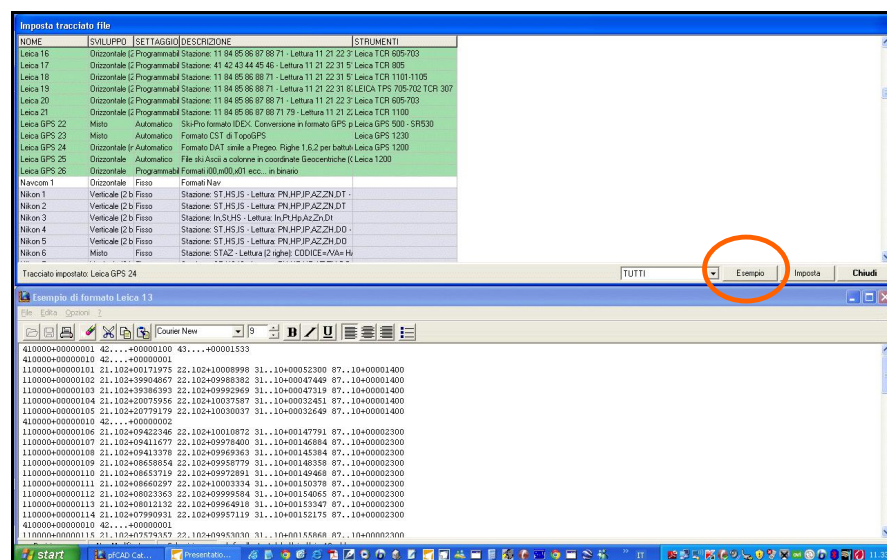 Imposta tracciato file
NOME SVILUPPO SETTAGGIO DESCRIZIONE STRUMENTI
Leica 16 Orizzontale (2 Programmabil Stazione: 11 84 85 86 87 88 71 - Lettura 11 21 22 3 Leica TCR 605-703
Leica 17 Orizzontale (2 Programmabil Stazione: 41 42 43 44 45 46 - Lettura 11 21 22 31 5 Leica TCR 805
Leica 18 Orizzontale (2 Programmabil Stazione: 11 84 85 86 88 71 - Lettura 11 21 22 31 5 Leica TCR 1101-1105
Leica 19 Orizzontale (2 Programmabil Stazione: 11 84 85 86 88 71 - Lettura 11 21 22 31 8 LEICA TPS 705-702 TCR 307
Leica 20 Orizzontale (2 Programmabil Stazione: 11 84 85 86 87 88 71 - Lettura 11 21 22 3 Leica TCR 605-703
Leica 21 Orizzontale (2 Programmabil Stazione: 11 84 85 86 87 88 71 79 - Lettura 11 21 2 Leica TCR 1100
Leica GPS 22 Misto Automatico Ski-Pro formato IDEX. Conversione in formato GPS p Leica GPS 500 - SR530
Leica GPS 23 Misto Automatico Formato CST di TopoGPS Leica GPS 1230
Leica GPS 24 Orizzontale (r Automatico Formato DAT simile a Pregeo. Righe 1,6,2 per battut Leica GPS 1200
Leica GPS 25 Orizzontale Automatico File ski Ascii a colonne in coordinate Geocentriche ( Leica 1200
Leica GPS 26 Orizzontale Programmabil Formati i00,m00,x01 ecc... in binario
Navcom 1 Orizzontale Fisso Formati Nav
Nikon 1 Verticale (2 b Fisso Stazione: ST,HS,IS - Lettura: PN,HP,IP,AZ,ZN,DT -
Nikon 2 Verticale (2 b Fisso Stazione: ST,HS,IS - Lettura: PN,HP,IP,AZ,ZN,DT
Nikon 3 Verticale (2 b Fisso Stazione: In,St,HS - Lettura: In,Pt,Hp,Az,Zn,Dt
Nikon 4 Verticale (2 b Fisso Stazione: ST,HS,IS - Lettura: PN,HP,IP,AZ,ZH,DO -
Nikon 5 Verticale (2 b Fisso Stazione: ST,HS,IS - Lettura: PN,HP,IP,AZ,ZH,DO
Nikon 6 Misto Fisso Stazione: STAZ - Lettura (2 righe): CODICE=/VA= H
Tracciato impostato: Leica GPS 24 TUTTI Esempio Imposta Chiudi
Esempio di formato Leica 13
File Edita Opzioni ?
Courier New 9 B I U
410000+00000001 42....+00000100 43....+00001533
410000+00000010 42....+00000001
110000+00000101 21.102+00171975 22.102+10008998 31..10+00052300 87..10+00001400
110000+00000102 21.102+39904867 22.102+09988382 31..10+00047449 87..10+00001400
110000+00000103 21.102+39386393 22.102+09992969 31..10+00047319 87..10+00001400
110000+00000104 21.102+20075956 22.102+10037587 31..10+00032451 87..10+00001400
110000+00000105 21.102+20779179 22.102+10030037 31..10+00032649 87..10+00001400
410000+00000010 42....+00000002
110000+00000106 21.102+09422346 22.102+10010872 31..10+00147791 87..10+00002300
110000+00000107 21.102+09411677 22.102+09978400 31..10+00146884 87..10+00002300
110000+00000108 21.102+09413378 22.102+09969363 31..10+00145384 87..10+00002300
110000+00000109 21.102+08658854 22.102+09958779 31..10+00148358 87..10+00002300
110000+00000110 21.102+08653719 22.102+09972891 31..10+00149468 87..10+00002300
110000+00000111 21.102+08660297 22.102+10003334 31..10+00150378 87..10+00002300
110000+00000112 21.102+08023363 22.102+09999584 31..10+00154065 87..10+00002300
110000+00000113 21.102+08012132 22.102+09964918 31..10+00153347 87..10+00002300
110000+00000114 21.102+07990931 22.102+09957119 31..10+00152175 87..10+00002300
410000+00000010 42....+00000001
110000+00000115 21.102+07579357 22.102+09953030 31..10+00155868 87..10+00002300
start pfCAD Cat... Presentatio... IT 11.33